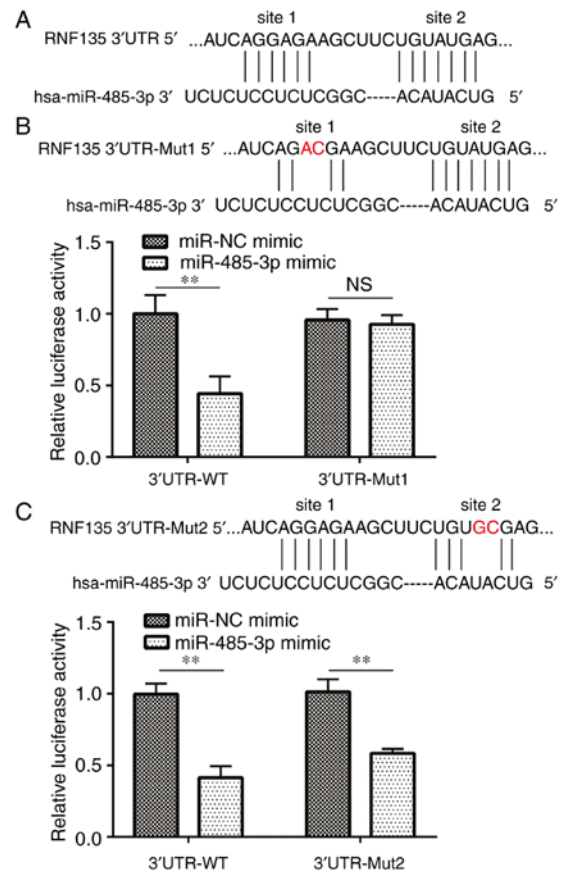 A
site 1 site 2
RNF135 3′UTR 5′ ...AUCAGGAGAAGCUUCUGUAUGAG...
hsa-miR-485-3p 3′ UCUCUCCUCUCGGC-----ACAUACUG 5′
B
site 1 site 2
RNF135 3′UTR-Mut1 5′ ...AUCAGACGAAGCUUCUGUAUGAG...
hsa-miR-485-3p 3′ UCUCUCCUCUCGGC-----ACAUACUG 5′
Relative luciferase activity
1.5
1.0
0.5
0.0
miR-NC mimic
miR-485-3p mimic
** NS
3′UTR-WT 3′UTR-Mut1
C
site 1 site 2
RNF135 3′UTR-Mut2 5′...AUCAGGAGAAGCUUCUGUGCGAG...
hsa-miR-485-3p 3′ UCUCUCCUCUCGGC-----ACAUACUG 5′
Relative luciferase activity
1.5
1.0
0.5
0.0
miR-NC mimic
miR-485-3p mimic
** **
3′UTR-WT 3′UTR-Mut2